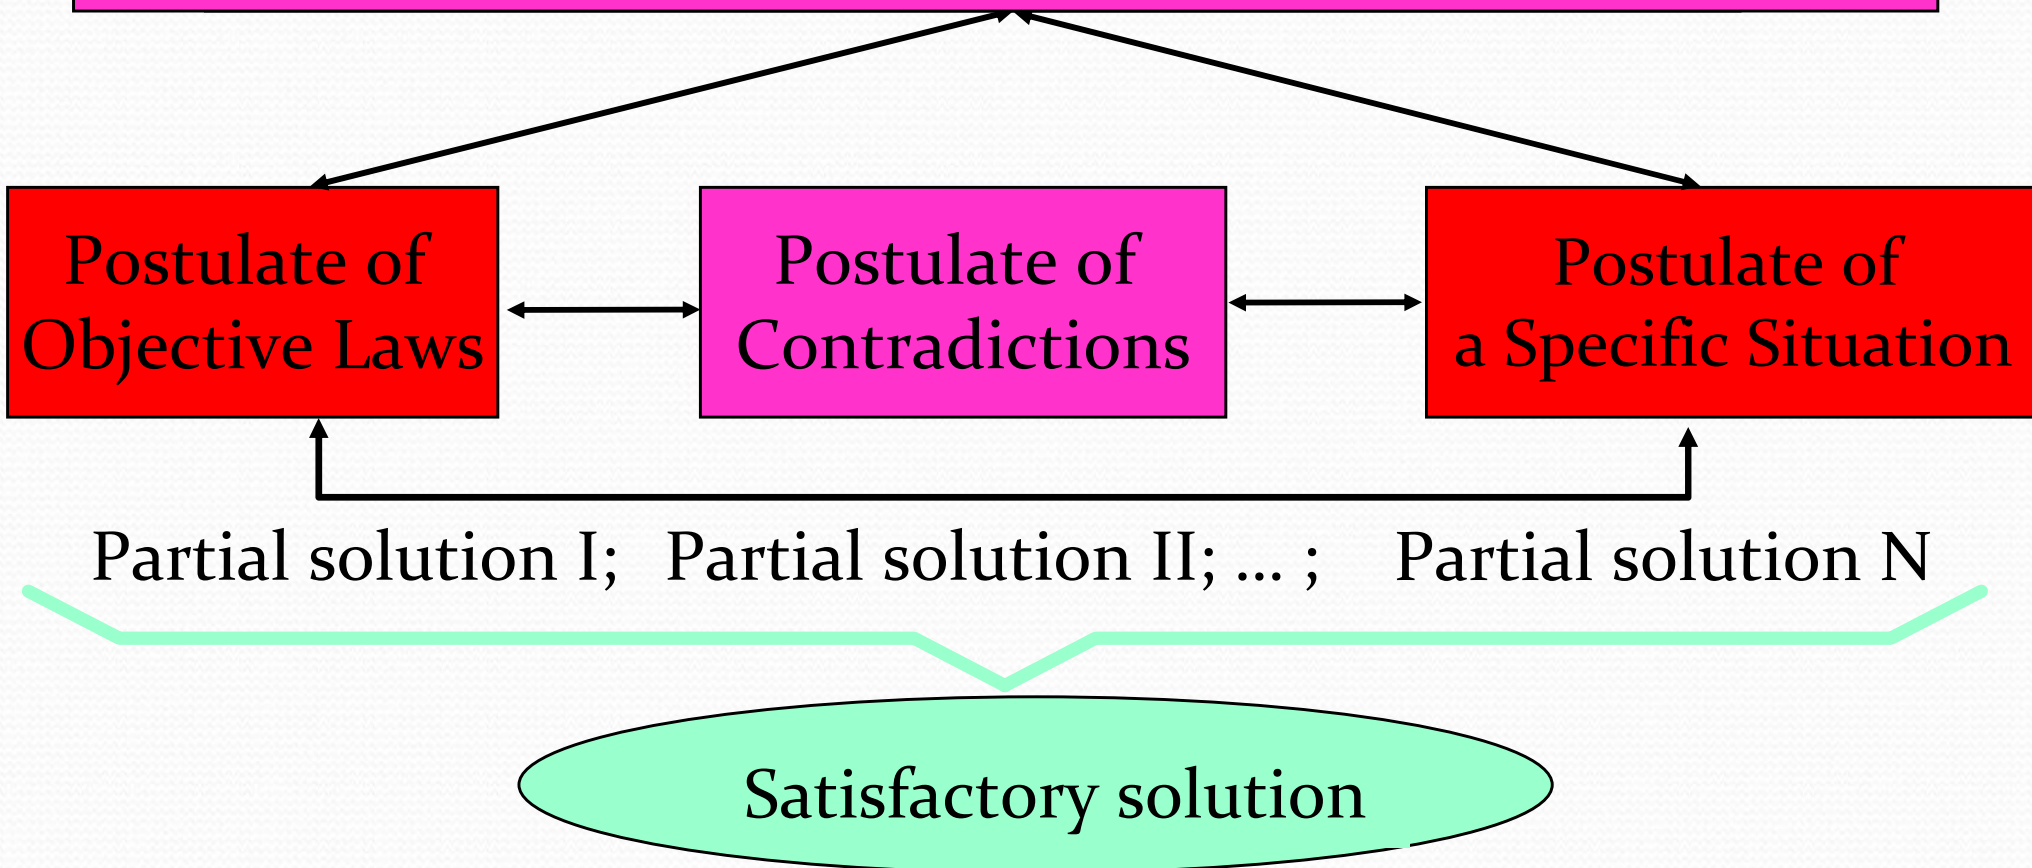 Postulate of
Objective Laws
Postulate of
Contradictions
Postulate of
a Specific Situation
Partial solution I; Partial solution II; ... ; Partial solution N
Satisfactory solution